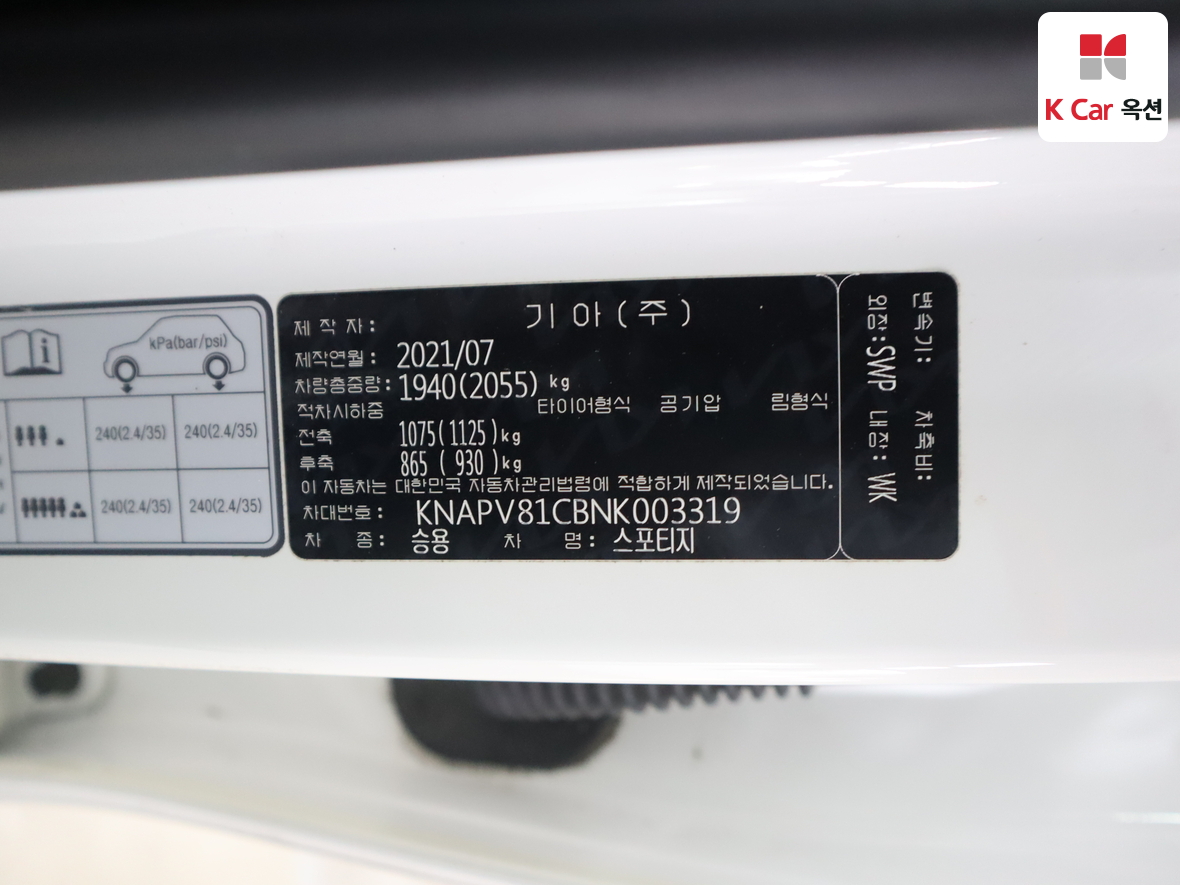 K Car 옥션
kPa(bar/psi)
240(2.4/35) 240(2.4/35)
240(2.4/35) 240(2.4/35)
제 작 자: 기 아 ( 주 )
제작연월: 2021/07
차량총중량: 1940(2055) kg
적차시하중 타이어형식 공기압 림형식
전축 1075(1125)kg
후축 865 ( 930 )kg
이 자동차는 대한민국 자동차관리법령에 적합하게 제작되었습니다.
차대번호: KNAPV81CBNK003319
차 종: 승용 차 명: 스포티지
변속기: 차축비:
외장:SWP 내장: WK